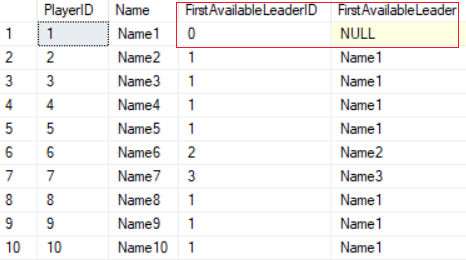 PlayerID Name FirstAvailableLeaderID FirstAvailableLeader
1 1 Name1 0 NULL
2 2 Name2 1 Name1
3 3 Name3 1 Name1
4 4 Name4 1 Name1
5 5 Name5 1 Name1
6 6 Name6 2 Name2
7 7 Name7 3 Name3
8 8 Name8 1 Name1
9 9 Name9 1 Name1
10 10 Name10 1 Name1